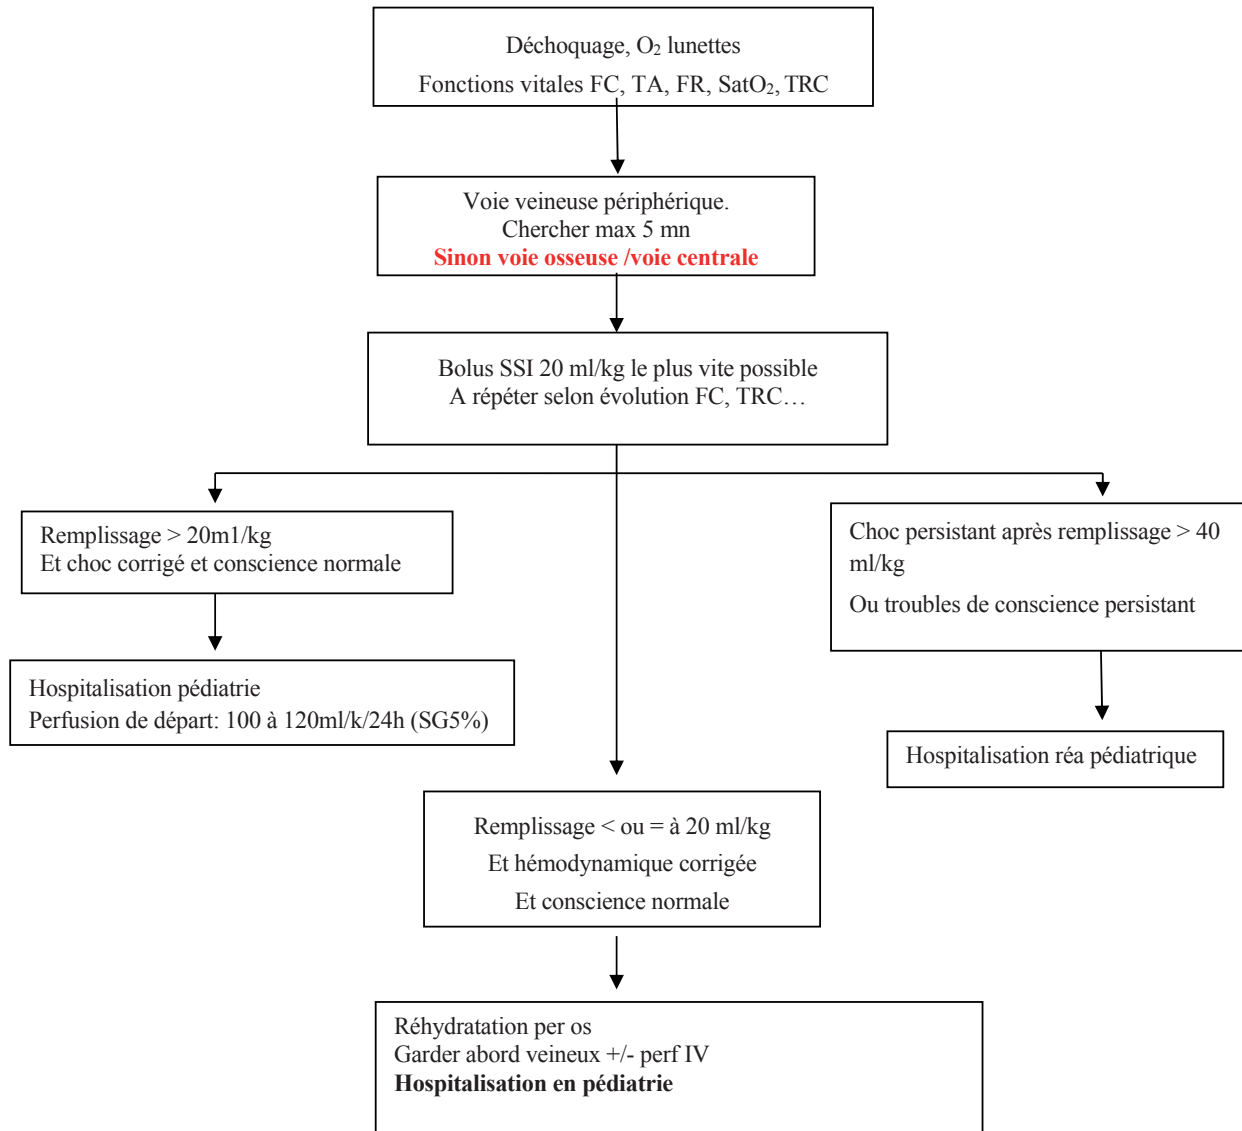 Déchoquage, O₂ lunettes
Fonctions vitales FC, TA, FR, SatO₂, TRC
Voie veineuse périphérique.
Chercher max 5 mn
Sinon voie osseuse /voie centrale
Bolus SSI 20 ml/kg le plus vite possible
A répéter selon évolution FC, TRC…
Remplissage > 20m1/kg
Et choc corrigé et conscience normale
Hospitalisation pédiatrie
Perfusion de départ: 100 à 120ml/k/24h (SG5%)
Choc persistant après remplissage > 40
ml/kg
Ou troubles de conscience persistant
Hospitalisation réa pédiatrique
Remplissage < ou = à 20 ml/kg
Et hémodynamique corrigée
Et conscience normale
Réhydratation per os
Garder abord veineux +/- perf IV
Hospitalisation en pédiatrie